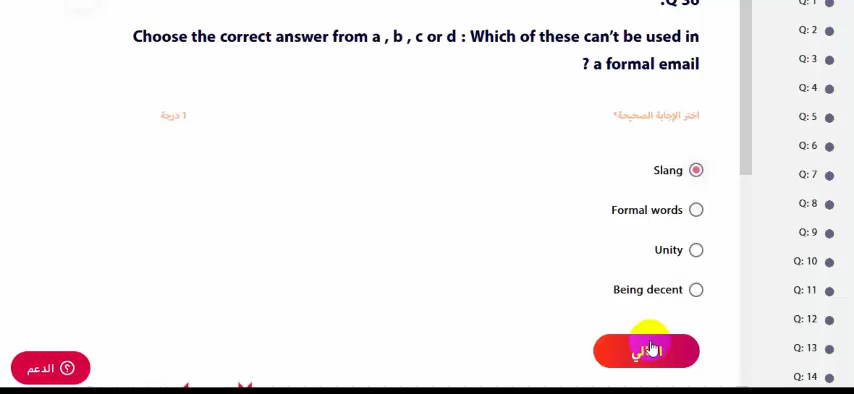 Q 36:
Choose the correct answer from a , b , c or d : Which of these can't be used in
a formal email ?
اختر الإجابة الصحيحة*
1 درجة
Slang
Formal words
Unity
Being decent
التالي
الدعم
Q: 1
Q: 2
Q: 3
Q: 4
Q: 5
Q: 6
Q: 7
Q: 8
Q: 9
Q: 10
Q: 11
Q: 12
Q: 13
Q: 14